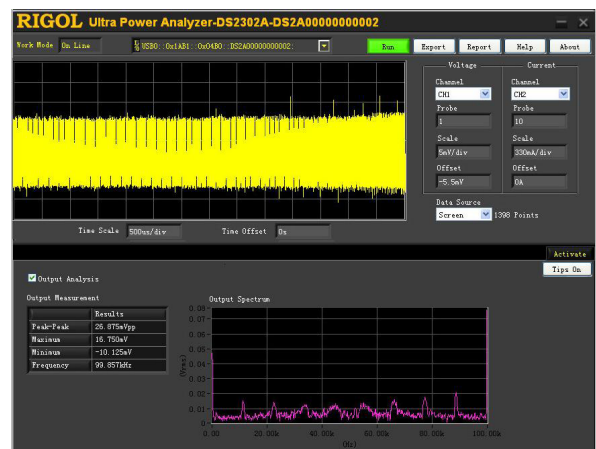 RIGOL Ultra Power Analyzer-DS2302A-DS2A00000000002
Work Mode On Line USB0::0x1AB1::0x04B0::DS2A00000000002: Run Export Report Help About
Voltage Current
Channel Channel
CH1 CH2
Probe Probe
1 10
Scale Scale
5mV/div 330mA/div
Offset Offset
-5.5mV 0A
Data Source
Screen 1398 Points
Time Scale 500us/div Time Offset 0s
Activate
Tips On
Output Analysis
Output Measurement
Results
Peak-Peak 26.875mVpp
Maximum 16.750mV
Minimum -10.125mV
Frequency 99.857kHz
Output Spectrum
0.08
0.07
0.06
0.05
0.04
0.03
0.02
0.01
0
(Vrms)
0.00 20.00k 40.00k 60.00k 80.00k 100.00k
(Hz)